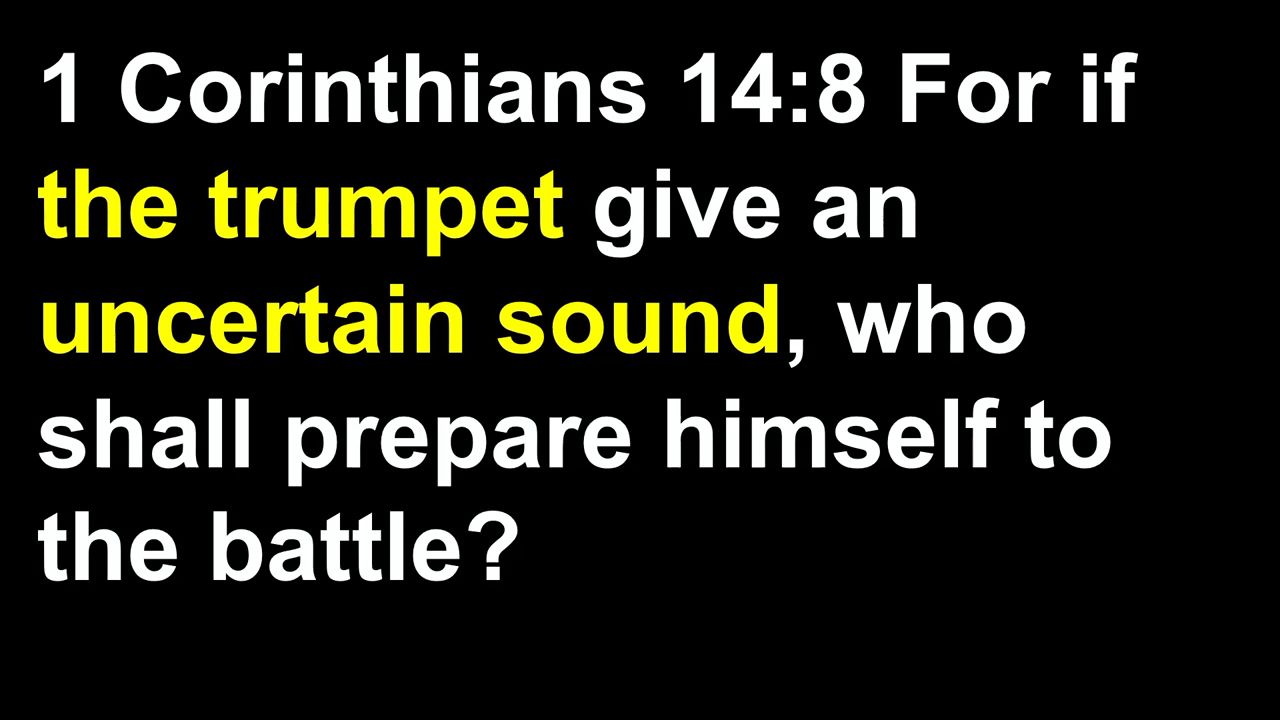 1 Corinthians 14:8 For if
the trumpet give an
uncertain sound, who
shall prepare himself to
the battle?